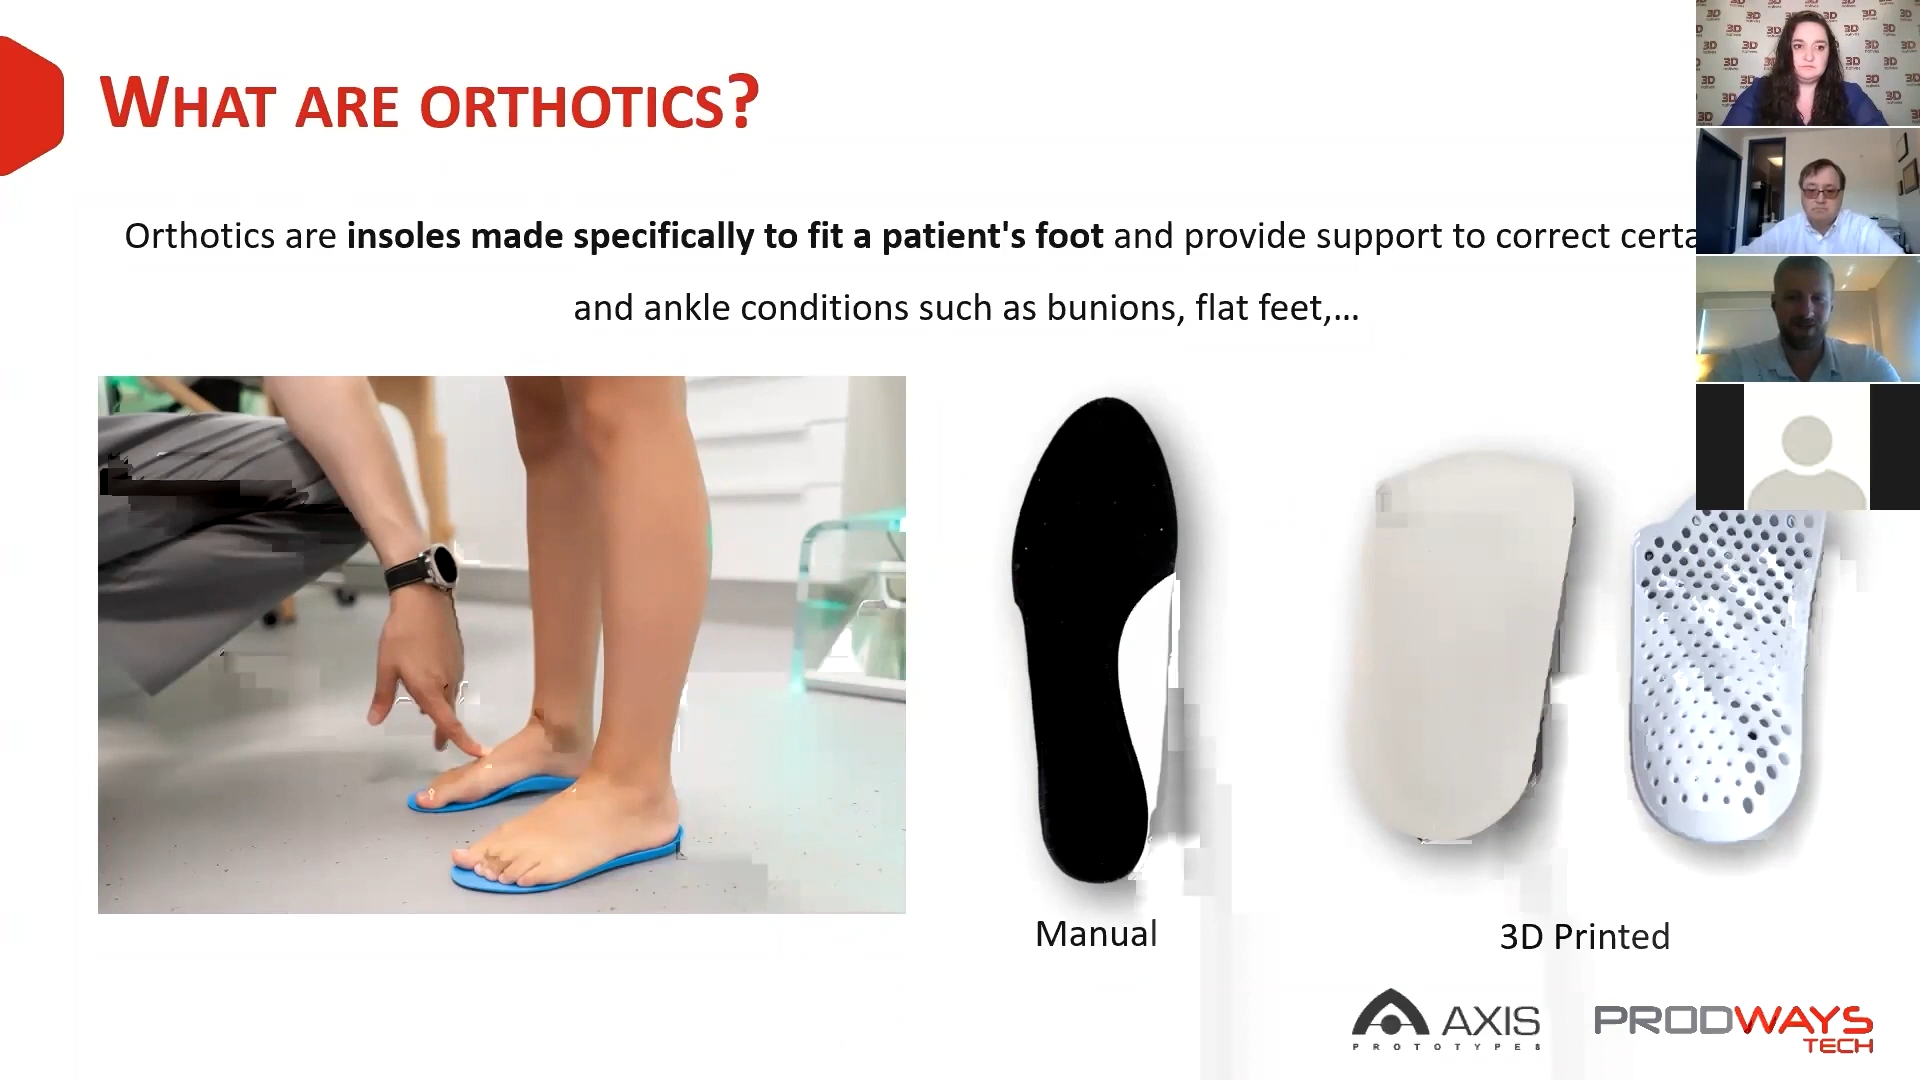 WHAT ARE ORTHOTICS?
Orthotics are insoles made specifically to fit a patient's foot and provide support to correct certa
and ankle conditions such as bunions, flat feet,...
Manual
3D Printed
AXIS
PROTOTYPES
PRODWAYS
TECH